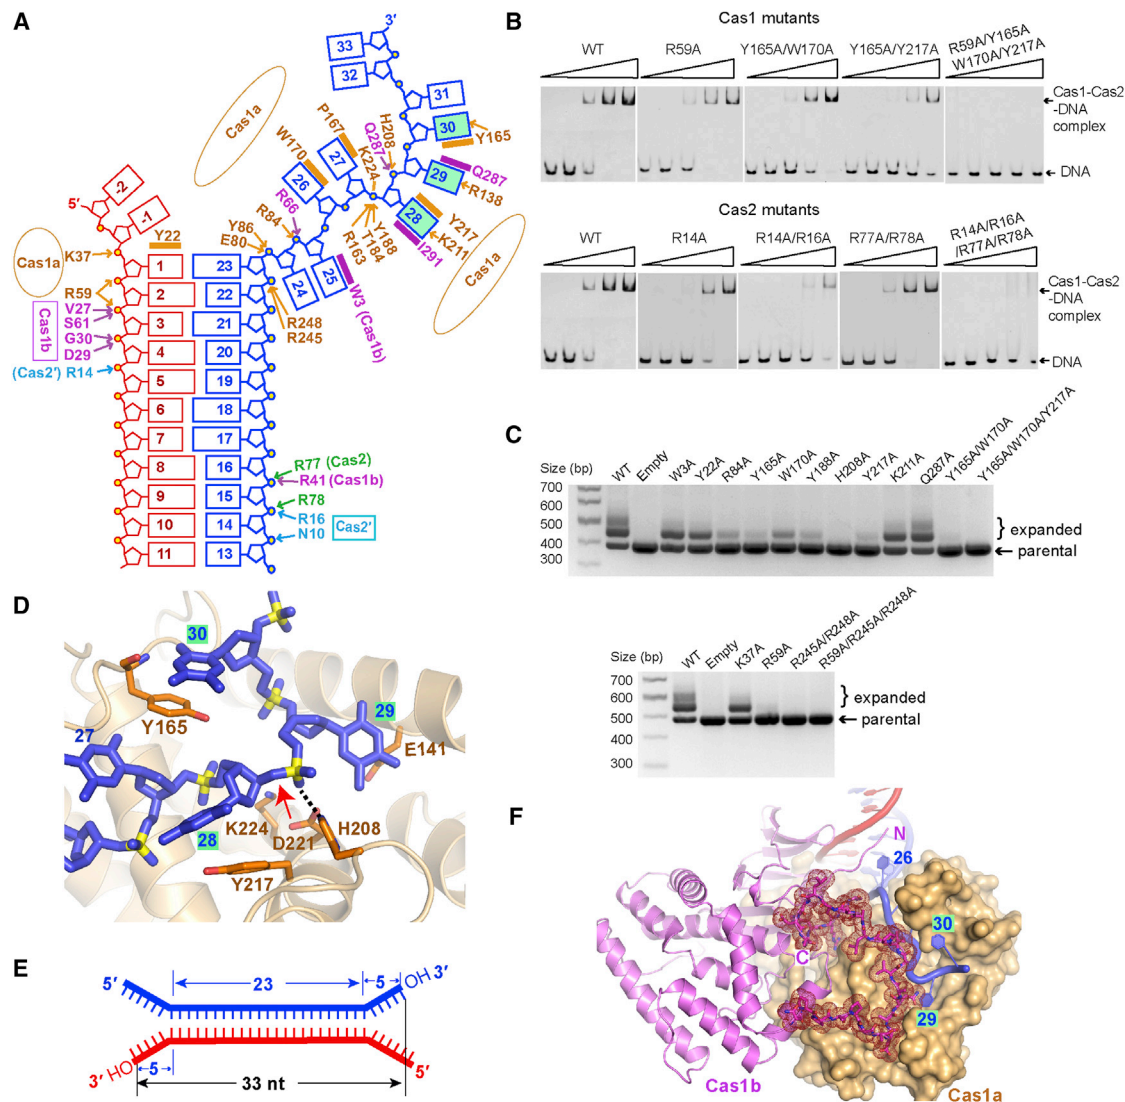 A
3'
33
32
31
30
Y165
29
Q287
R138
28
Y217
K211
I291
H208
Q287
K224
P167
W170
27
26
Cas1a
Cas1a
Y188
T184
R163
R66
R84
Y86
E80
25
24
W3 (Cas1b)
R248
R245
5'
-2
-1
Y22
Cas1a
K37
R59
V27
S61
G30
D29
Cas1b
(Cas2') R14
1
2
3
4
5
6
7
8
9
10
11
23
22
21
20
19
18
17
16
15
14
13
R77 (Cas2)
R41 (Cas1b)
R78
R16
N10
Cas2'
B
Cas1 mutants
WT
R59A
Y165A/W170A
Y165A/Y217A
R59A/Y165A
W170A/Y217A
Cas1-Cas2
-DNA
complex
DNA
Cas2 mutants
WT
R14A
R14A/R16A
R77A/R78A
R14A/R16A
/R77A/R78A
Cas1-Cas2
-DNA
complex
DNA
C
Size (bp)
WT
Empty
W3A
Y22A
R84A
Y165A
W170A
Y188A
H208A
Y217A
K211A
Q287A
Y165A/W170A
Y165A/W170A/Y217A
700
600
500
400
300
expanded
parental
Size (bp)
WT
Empty
K37A
R59A
R245A/R248A
R59A/R245A/R248A
700
600
500
400
300
expanded
parental
D
30
Y165
29
27
E141
K224
D221
H208
28
Y217
E
5'
23
5
OH 3'
3' HO
5
5'
33 nt
F
N
26
30
C
29
Cas1b
Cas1a